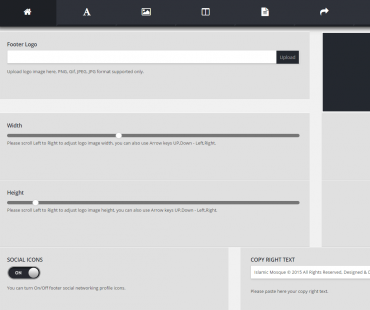 Footer Logo
Upload
Upload logo image here. PNG, GIF, JPEG, JPG format supported only.
Width
Please scroll Left to Right to adjust logo image width, you can also use Arrow keys UP,Down - Left,Right.
Height
Please scroll Left to Right to adjust logo image height, you can also use Arrow keys UP,Down - Left,Right.
SOCIAL ICONS
COPY RIGHT TEXT
ON
Islamic Mosque © 2015 All Rights Reserved, Designed & D
You can turn On/Off footer social networking profile icons.
Please paste here your copy right text.